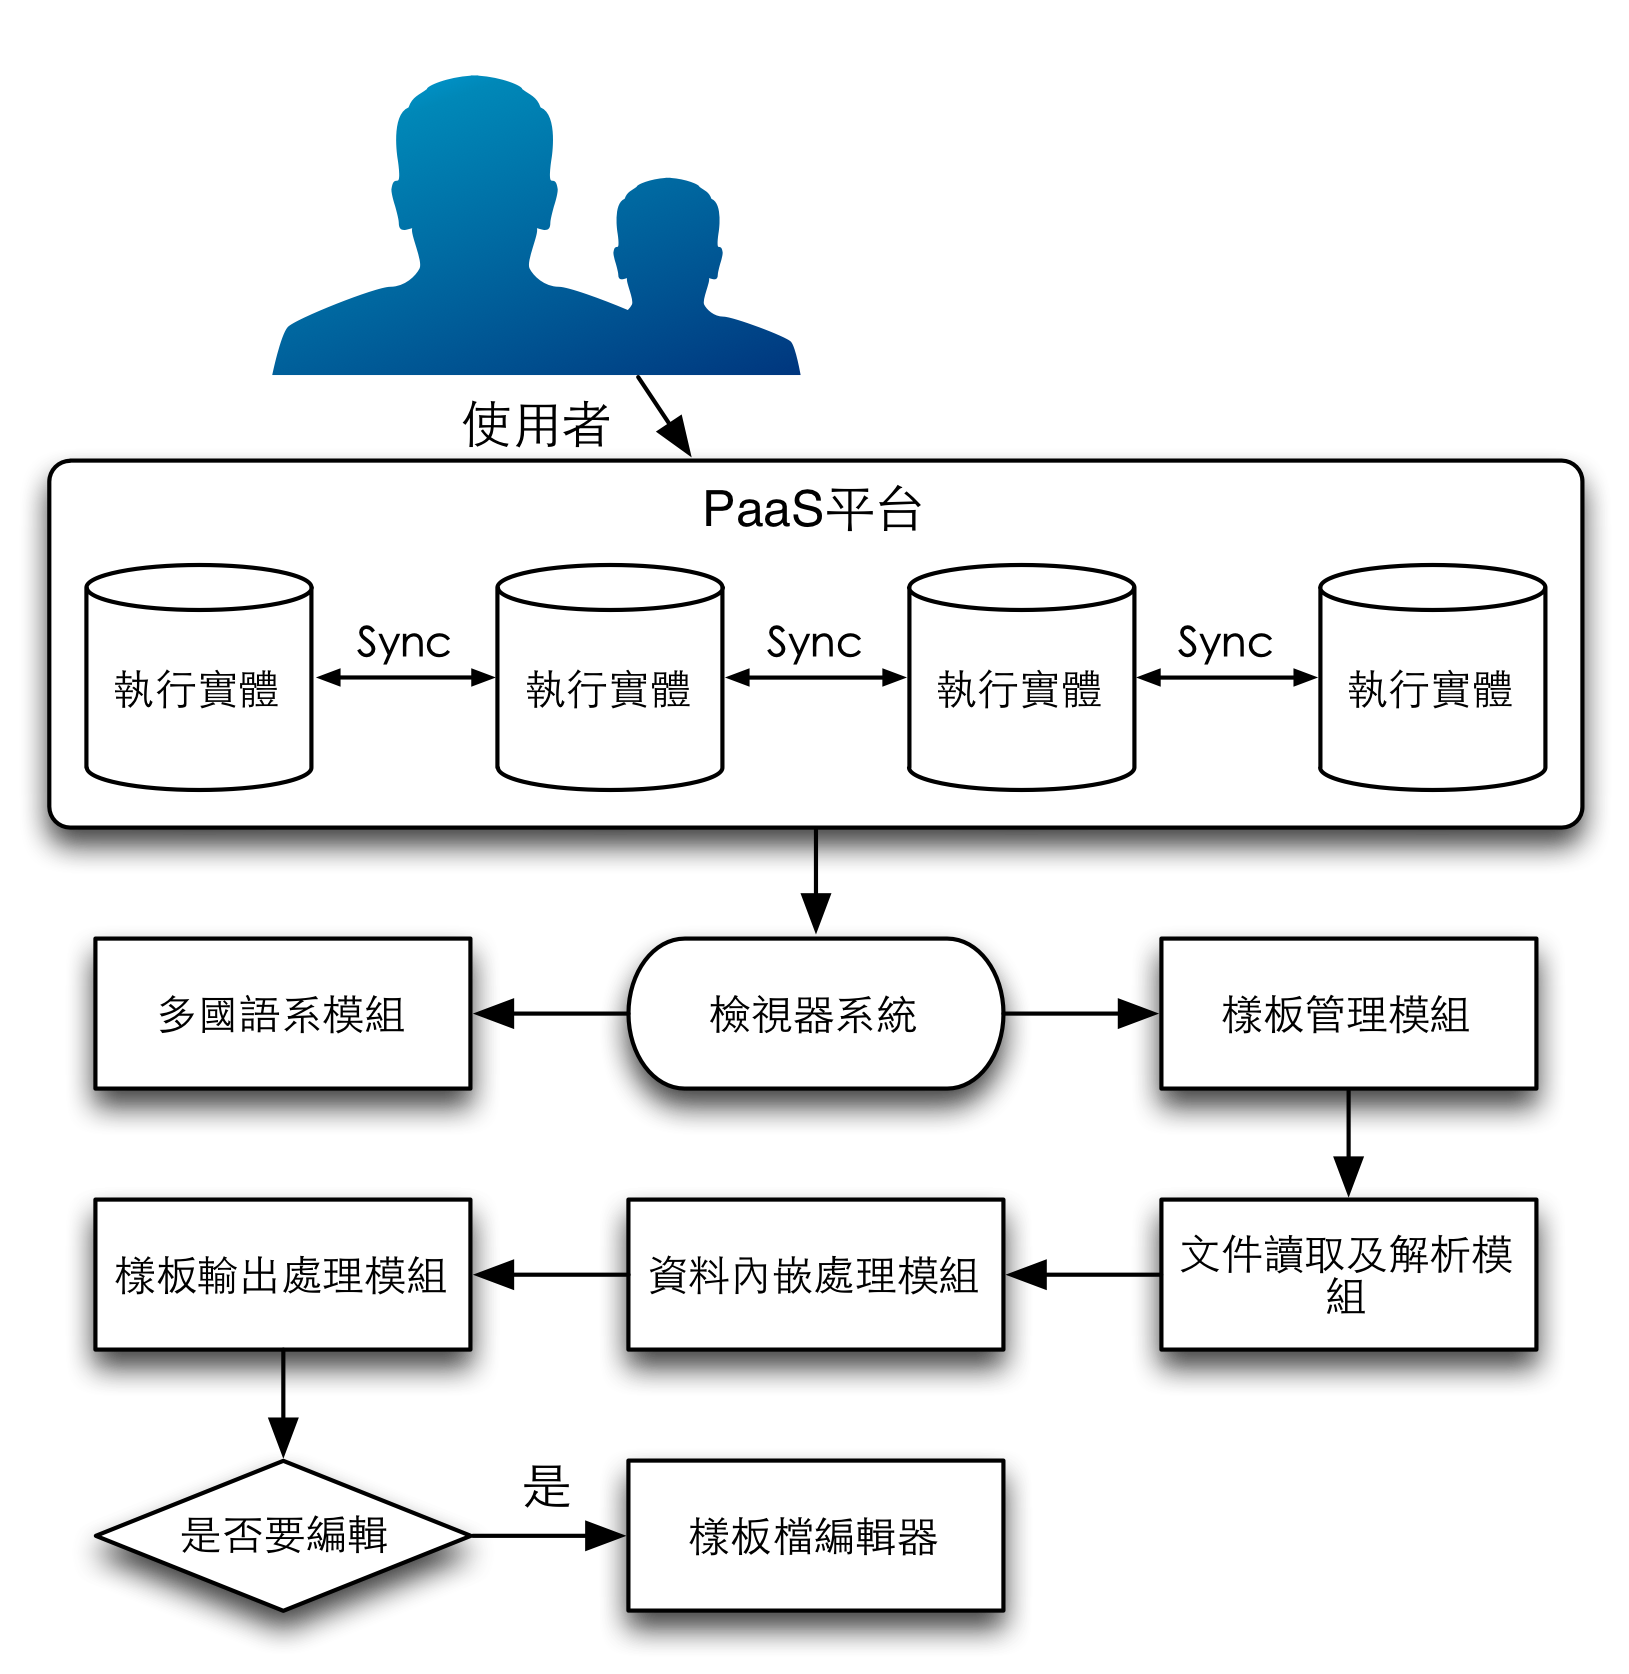 使用者
PaaS平台
Sync
Sync
Sync
執行實體
執行實體
執行實體
執行實體
多國語系模組
檢視器系統
樣板管理模組
樣板輸出處理模組
資料內嵌處理模組
文件讀取及解析模
組
是
是否要編輯
樣板檔編輯器